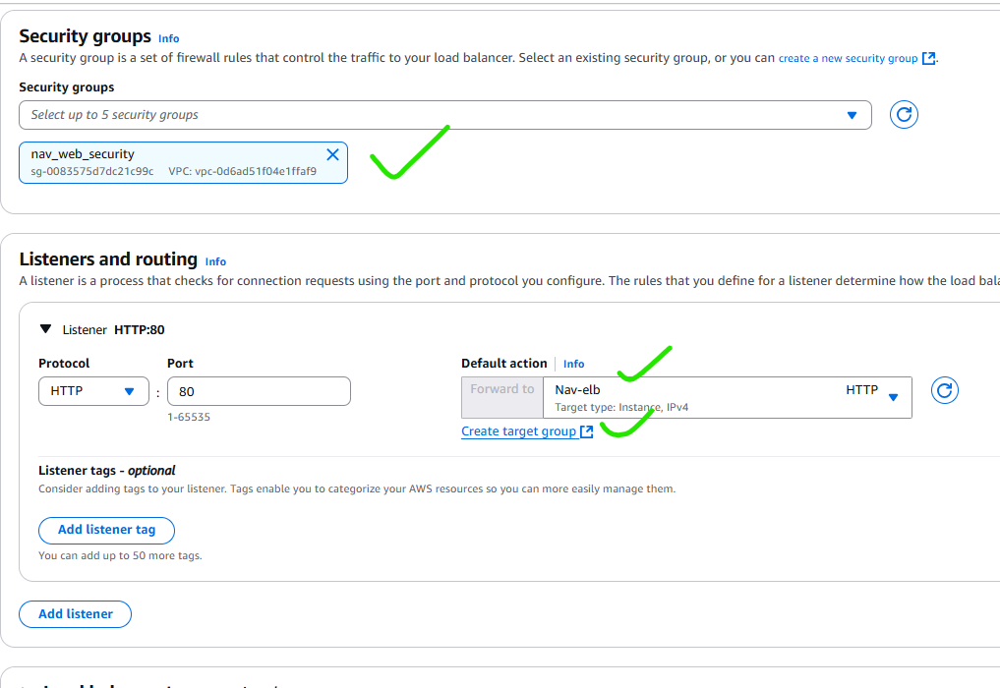 Security groups Info
A security group is a set of firewall rules that control the traffic to your load balancer. Select an existing security group, or you can create a new security group.
Security groups
Select up to 5 security groups
nav_web_security
sg-0083575d7dc21c99c VPC: vpc-0d6ad51f04e1ffaf9
Listeners and routing Info
A listener is a process that checks for connection requests using the port and protocol you configure. The rules that you define for a listener determine how the load
Listener HTTP:80
Protocol Port Default action Info
HTTP : 80 Forward to Nav-elb HTTP
Target type: Instance, IPv4
1-65535
Create target group
Listener tags - optional
Consider adding tags to your listener. Tags enable you to categorize your AWS resources so you can more easily manage them.
Add listener tag
You can add up to 50 more tags.
Add listener